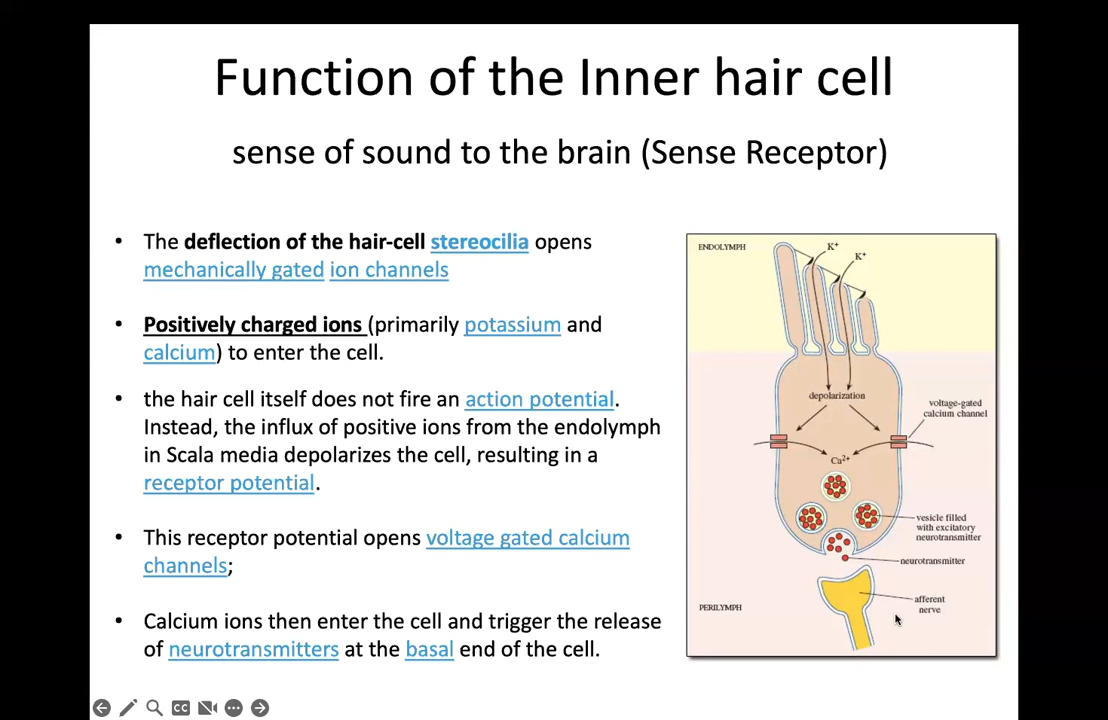 Function of the Inner hair cell
sense of sound to the brain (Sense Receptor)
• The deflection of the hair-cell stereocilia opens
mechanically gated ion channels
• Positively charged ions (primarily potassium and
calcium) to enter the cell.
• the hair cell itself does not fire an action potential.
Instead, the influx of positive ions from the endolymph
in Scala media depolarizes the cell, resulting in a
receptor potential.
• This receptor potential opens voltage gated calcium
channels;
• Calcium ions then enter the cell and trigger the release
of neurotransmitters at the basal end of the cell.
ENDOLYMPH
K+
K+
depolarization
voltage-gated
calcium channel
Ca2+
vesicle filled
with excitatory
neurotransmitter
neurotransmitter
afferent
nerve
PERILYMPH
CC